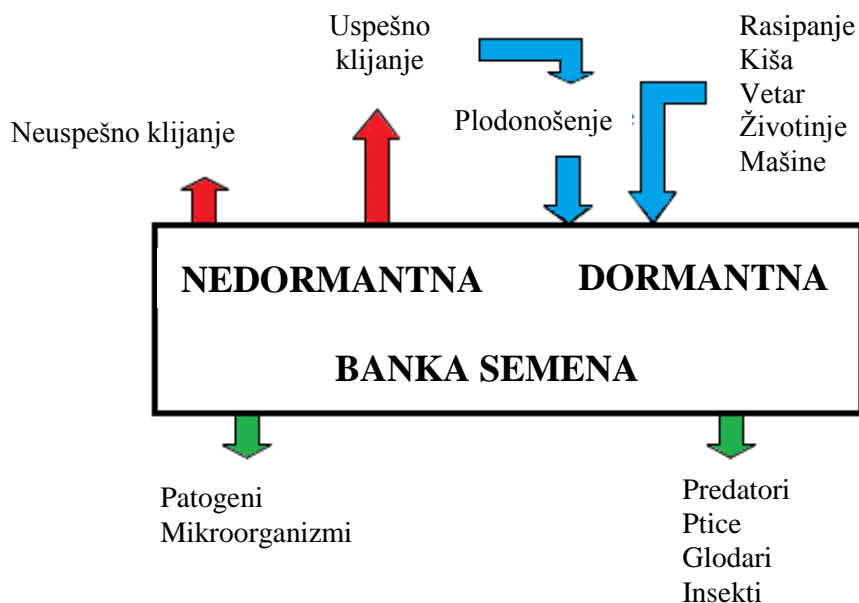 Uspešno
klijanje
Rasipanje
Kiša
Vetar
Životinje
Mašine
Neuspešno klijanje
Plodonošenje
NEDORMANTNA
DORMANTNA
BANKA SEMENA
Patogeni
Mikroorganizmi
Predatori
Ptice
Glodari
Insekti